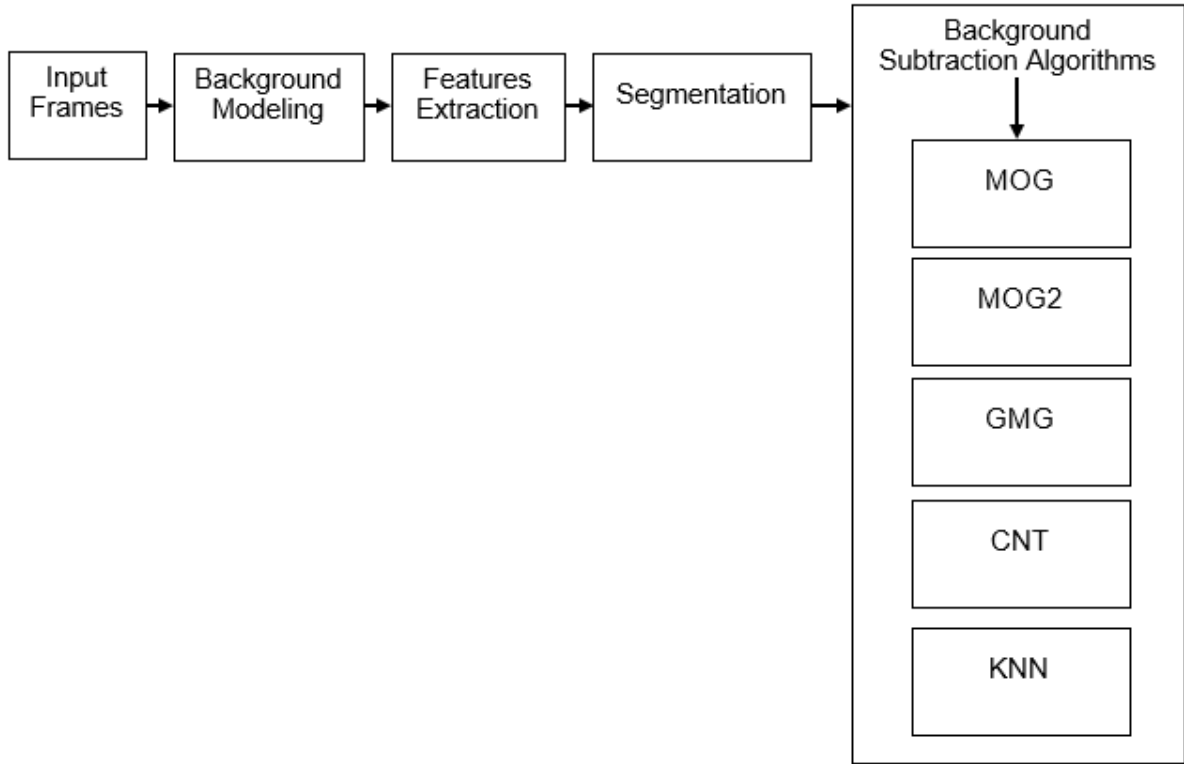 Input
Frames
Background
Modeling
Features
Extraction
Segmentation
Background
Subtraction Algorithms
MOG
MOG2
GMG
CNT
KNN